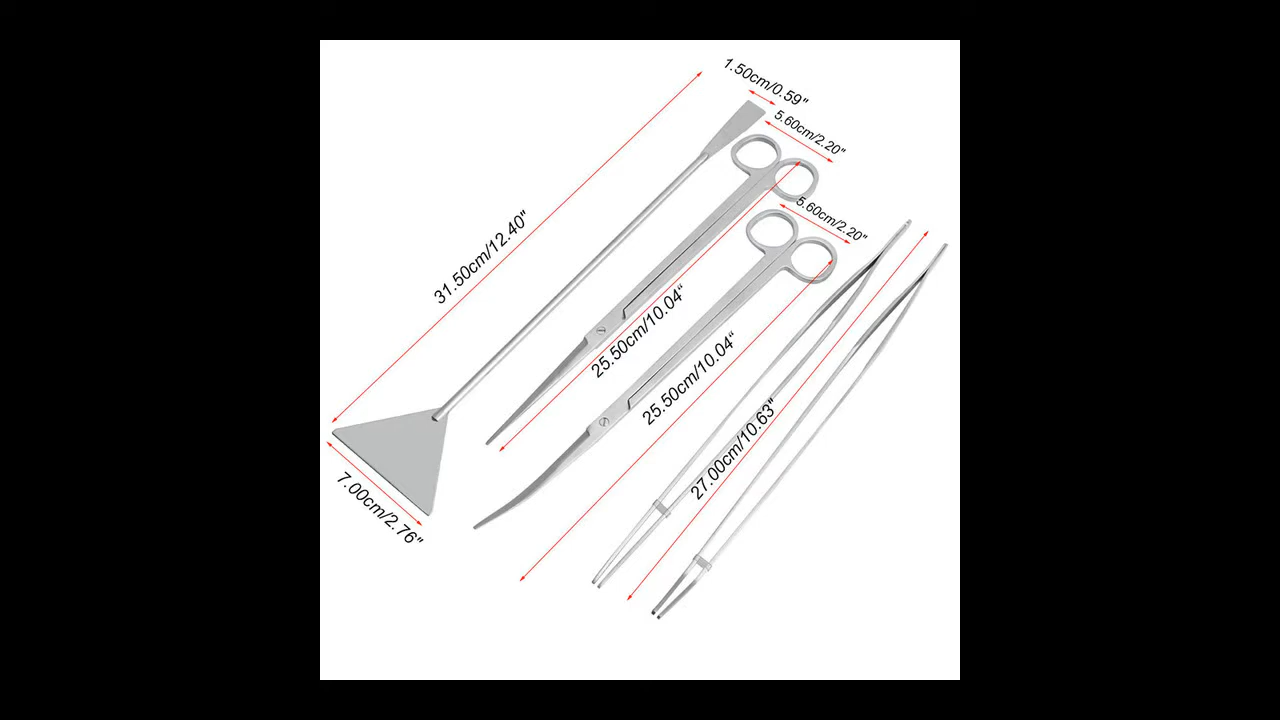 1.50cm/0.59"
5.60cm/2.20"
5.60cm/2.20"
31.50cm/12.40"
25.50cm/10.04"
25.50cm/10.04"
27.00cm/10.63"
7.00cm/2.76"